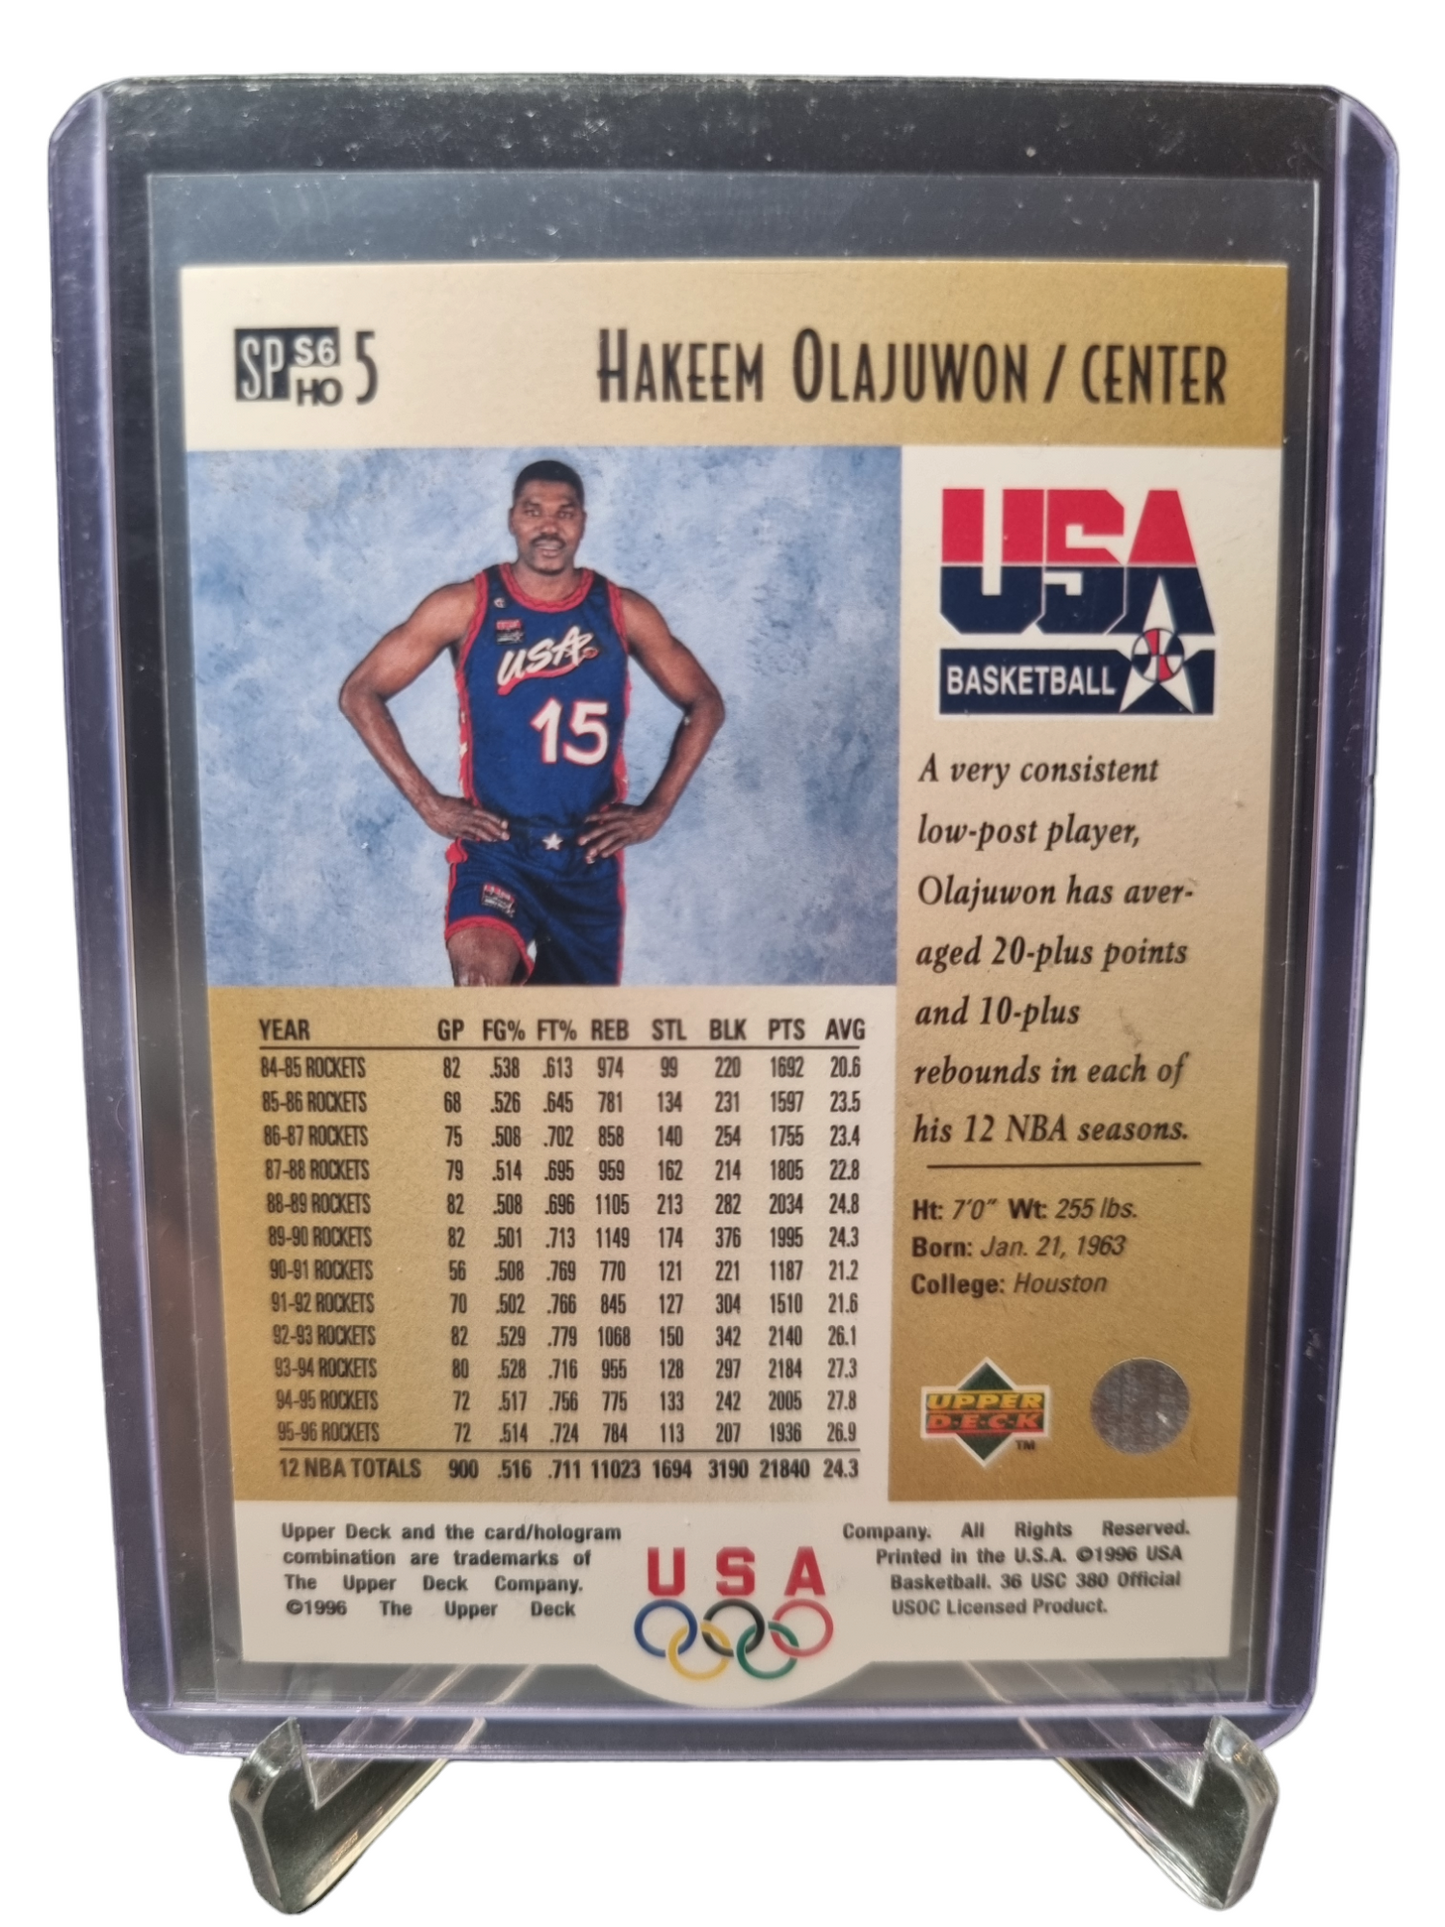 SP S6 HO 5 HAKEEM OLAJUWON / CENTER
USA
BASKETBALL
USA
15
A very consistent
low-post player,
Olajuwon has aver-
aged 20-plus points
and 10-plus
rebounds in each of
his 12 NBA seasons.
Ht: 7'0" Wt: 255 lbs.
Born: Jan. 21, 1963
College: Houston
UPPER
D·E·C·K
TM
YEAR GP FG% FT% REB STL BLK PTS AVG
84-85 ROCKETS 82 .538 .613 974 99 220 1692 20.6
85-86 ROCKETS 68 .526 .645 781 134 231 1597 23.5
86-87 ROCKETS 75 .508 .702 858 140 254 1755 23.4
87-88 ROCKETS 79 .514 .695 959 162 214 1805 22.8
88-89 ROCKETS 82 .508 .696 1105 213 282 2034 24.8
89-90 ROCKETS 82 .501 .713 1149 174 376 1995 24.3
90-91 ROCKETS 56 .508 .769 770 121 221 1187 21.2
91-92 ROCKETS 70 .502 .766 845 127 304 1510 21.6
92-93 ROCKETS 82 .529 .779 1068 150 342 2140 26.1
93-94 ROCKETS 80 .528 .716 955 128 297 2184 27.3
94-95 ROCKETS 72 .517 .756 775 133 242 2005 27.8
95-96 ROCKETS 72 .514 .724 784 113 207 1936 26.9
12 NBA TOTALS 900 .516 .711 11023 1694 3190 21840 24.3
Upper Deck and the card/hologram
combination are trademarks of
The Upper Deck Company.
©1996 The Upper Deck
USA
Company. All Rights Reserved.
Printed in the U.S.A. ©1996 USA
Basketball. 36 USC 380 Official
USOC Licensed Product.